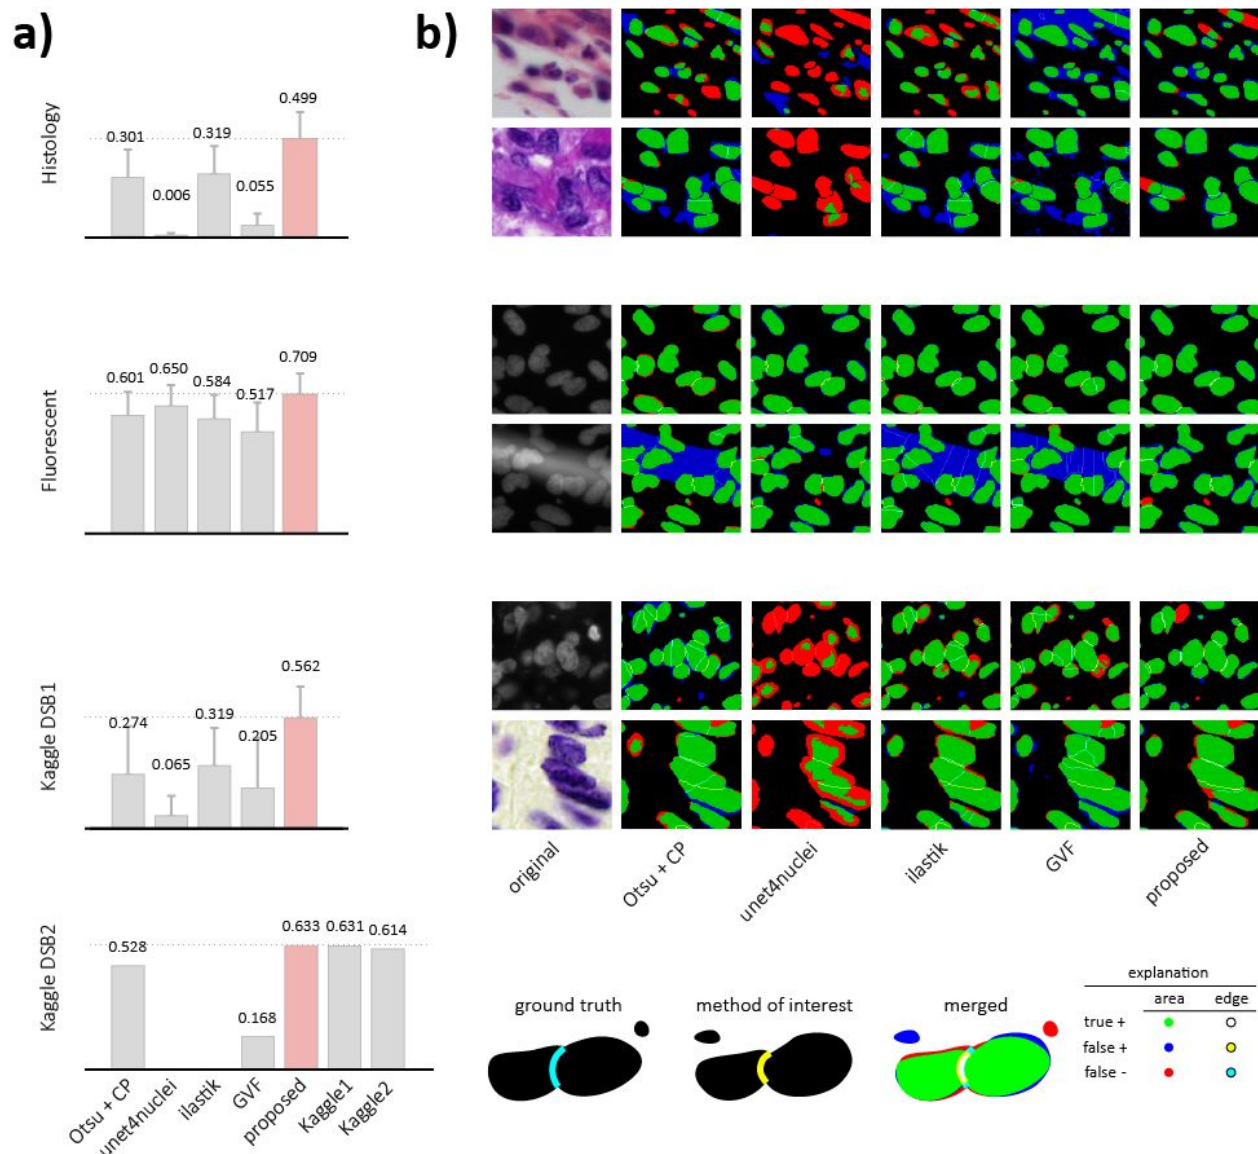 a)
Histology
0.301
0.006
0.319
0.055
0.499
Fluorescent
0.601
0.650
0.584
0.517
0.709
Kaggle DSB1
0.274
0.065
0.319
0.205
0.562
Kaggle DSB2
0.528
0.168
0.633
0.631
0.614
Otsu + CP
unet4nuclei
ilastik
GVF
proposed
Kaggle1
Kaggle2
b)
original
Otsu + CP
unet4nuclei
ilastik
GVF
proposed
ground truth
method of interest
merged
explanation
area edge
true +
false +
false -